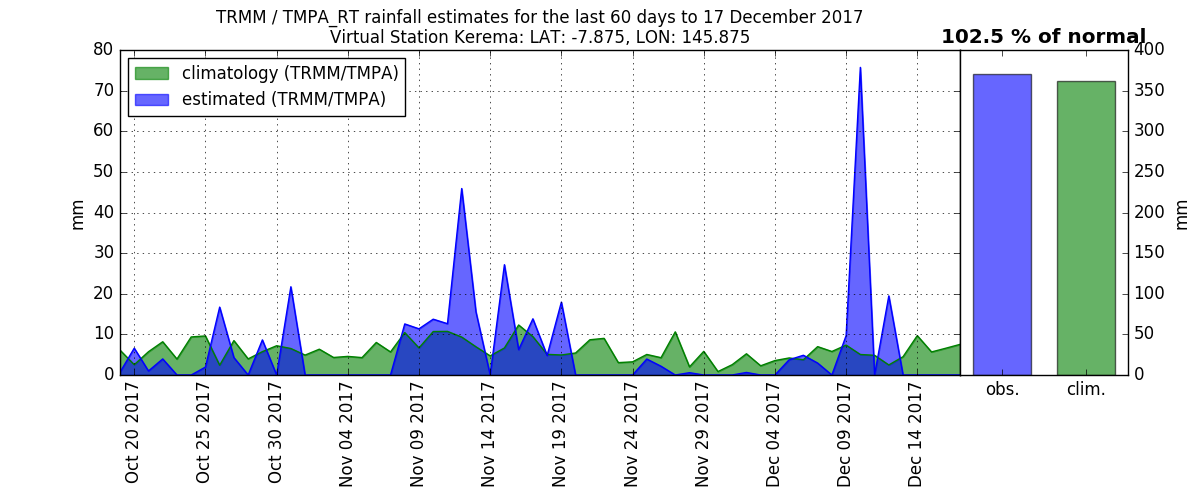 TRMM / TMPA_RT rainfall estimates for the last 60 days to 17 December 2017
Virtual Station Kerema: LAT: -7.875, LON: 145.875
102.5 % of normal
climatology (TRMM/TMPA)
estimated (TRMM/TMPA)
mm
80
70
60
50
40
30
20
10
0
Oct 20 2017
Oct 25 2017
Oct 30 2017
Nov 04 2017
Nov 09 2017
Nov 14 2017
Nov 19 2017
Nov 24 2017
Nov 29 2017
Dec 04 2017
Dec 09 2017
Dec 14 2017
400
350
300
250
200
150
100
50
0
mm
obs.
clim.